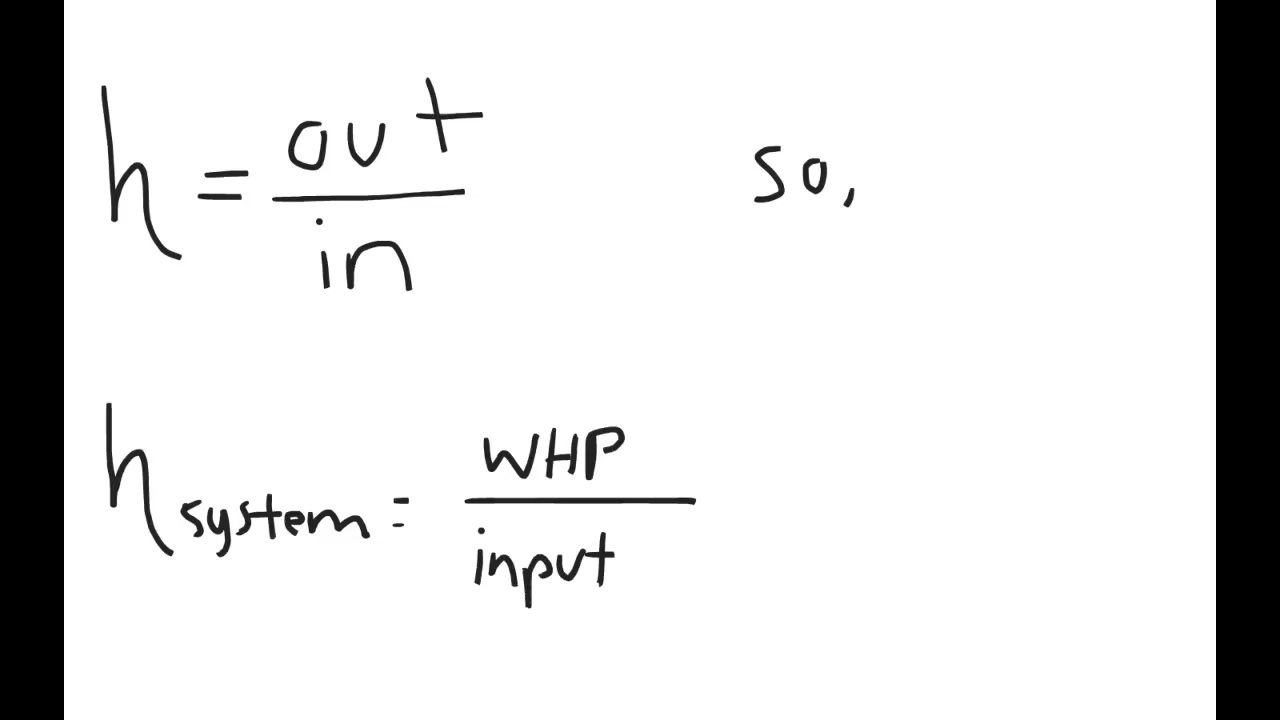 h = out / in so,
h system = WHP / input